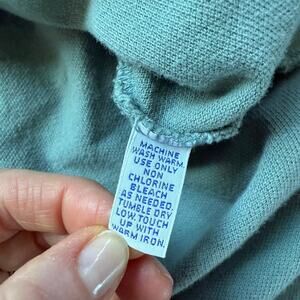 MACHINE
WASH WARM.
USE ONLY
NON
CHLORINE
BLEACH
AS NEEDED.
TUMBLE DRY
LOW. TOUCH
UP WITH
WARM IRON.